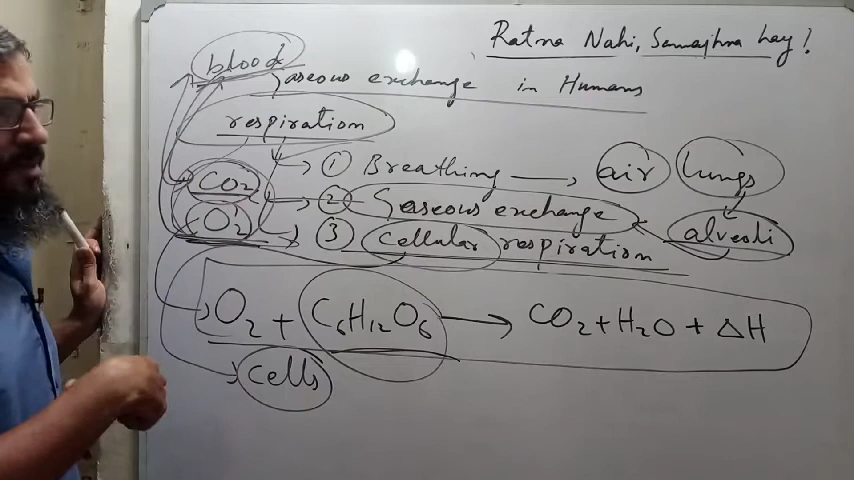 Ratna Nahi, Samajhna hay!
blood
gaseous exchange in Humans
respiration
① Breathing → air lungs
CO₂ ② Gaseous exchange alveoli
O₂ ③ cellular respiration
O₂ + C₆H₁₂O₆ → CO₂ + H₂O + ΔH
cells